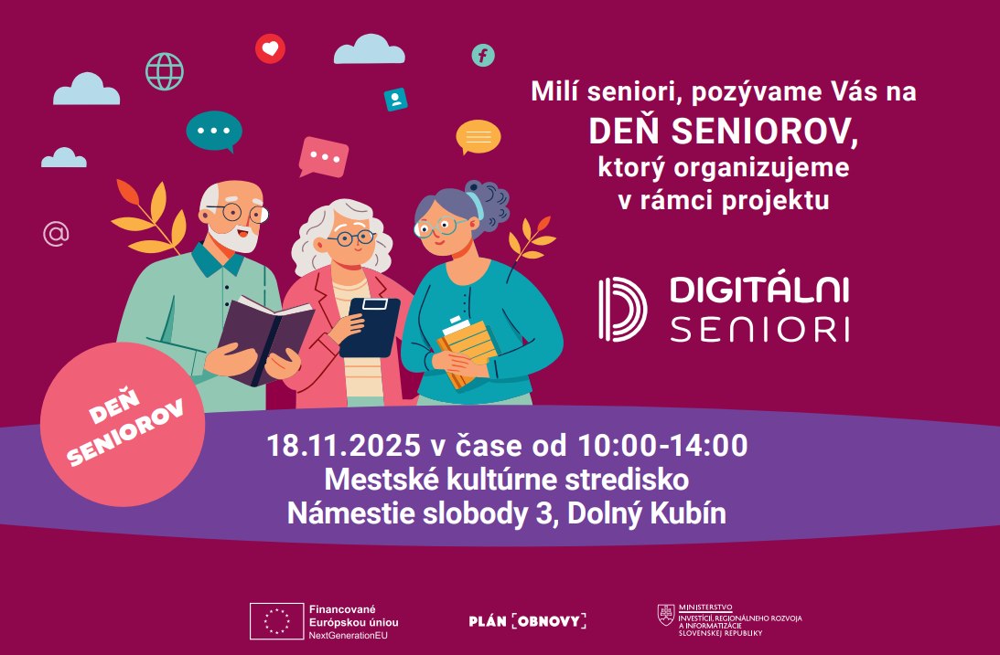 Milí seniori, pozývame Vás na
DEŇ SENIOROV,
ktorý organizujeme
v rámci projektu
DIGITÁLNI
SENIORI
DEŇ
SENIOROV
18.11.2025 v čase od 10:00-14:00
Mestské kultúrne stredisko
Námestie slobody 3, Dolný Kubín
Financované
Európskou úniou
NextGenerationEU
PLÁN [OBNOVY]
MINISTERSTVO
INVESTÍCIÍ, REGIONÁLNEHO ROZVOJA
A INFORMATIZÁCIE
SLOVENSKEJ REPUBLIKY